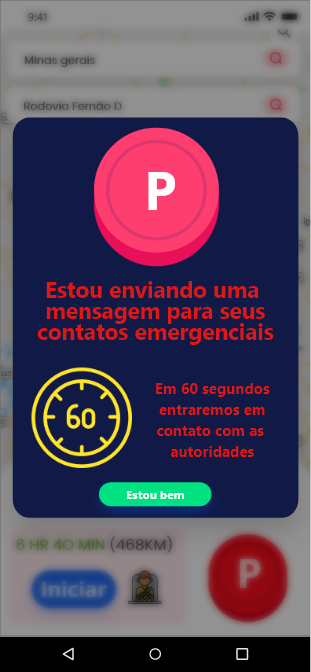 9:41
Minas gerais
Rodovia Fernão D
P
Estou enviando uma
mensagem para seus
contatos emergenciais
60
Em 60 segundos
entraremos em
contato com as
autoridades
Estou bem
6 HR 40 MIN (468KM)
Iniciar
P